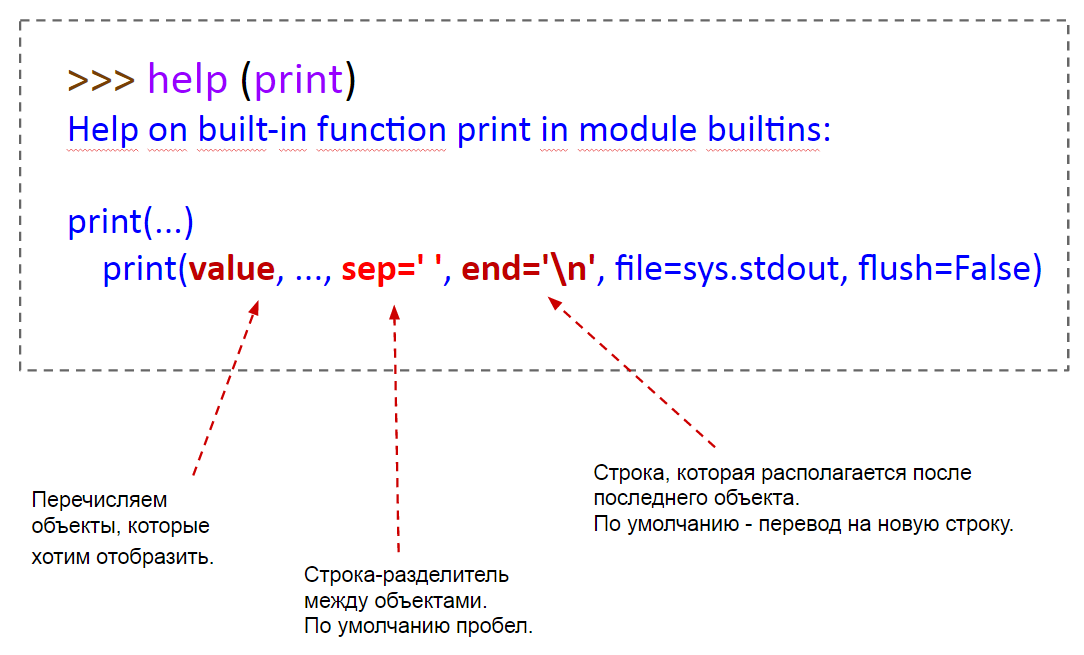 >>> help (print)
Help on built-in function print in module builtins:
print(...)
print(value, ..., sep=' ', end='\n', file=sys.stdout, flush=False)
Перечисляем
объекты, которые
хотим отобразить.
Строка-разделитель
между объектами.
По умолчанию пробел.
Строка, которая располагается после
последнего объекта.
По умолчанию - перевод на новую строку.